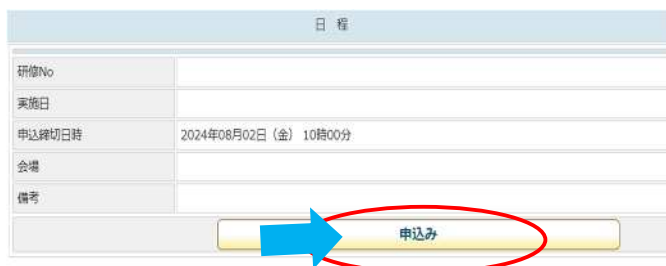 日 程
研修No
実施日
申込締切日時 2024年08月02日（金） 10時00分
会場
備考
申込み